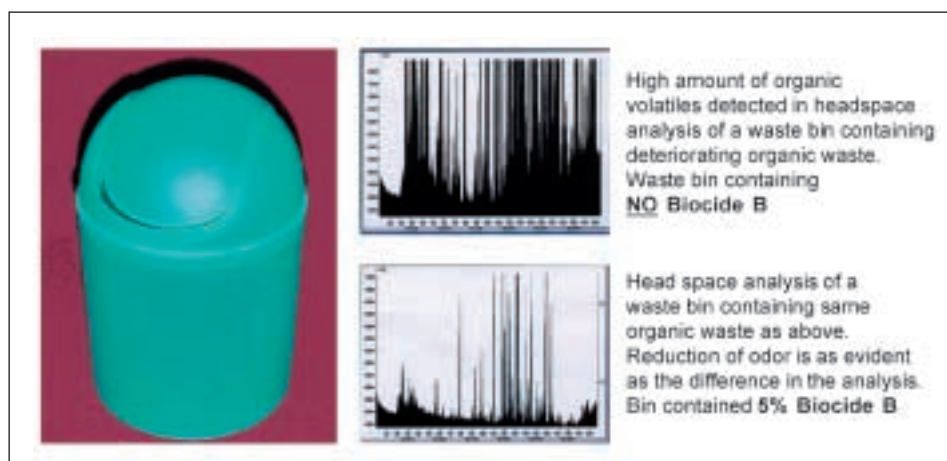 High amount of organic
volatiles detected in headspace
analysis of a waste bin containing
deteriorating organic waste.
Waste bin containing
NO Biocide B
Head space analysis of a
waste bin containing same
organic waste as above.
Reduction of odor is as evident
as the difference in the analysis.
Bin contained 5% Biocide B